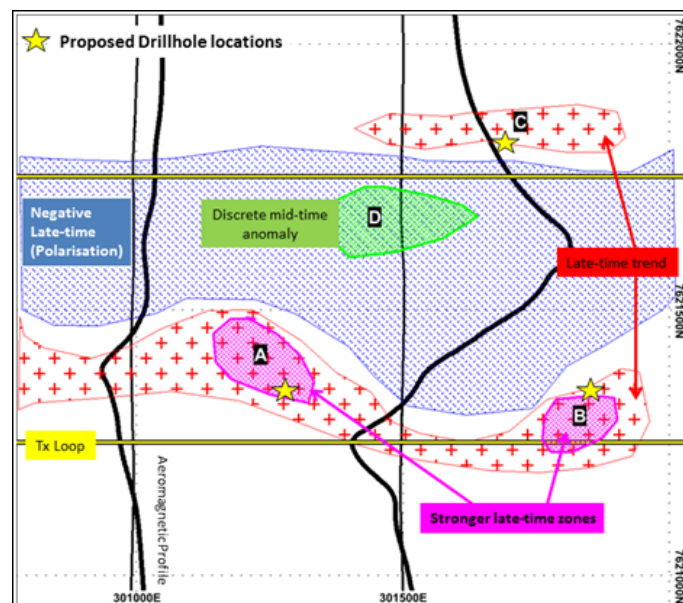 Proposed Drillhole locations
7622000N
C
Negative
Late-time
(Polarisation)
Discrete mid-time
anomaly
D
Late-time trend
7621500N
A
B
Tx Loop
Aeromagnetic Profile
Stronger late-time zones
7621000N
301000E
301500E